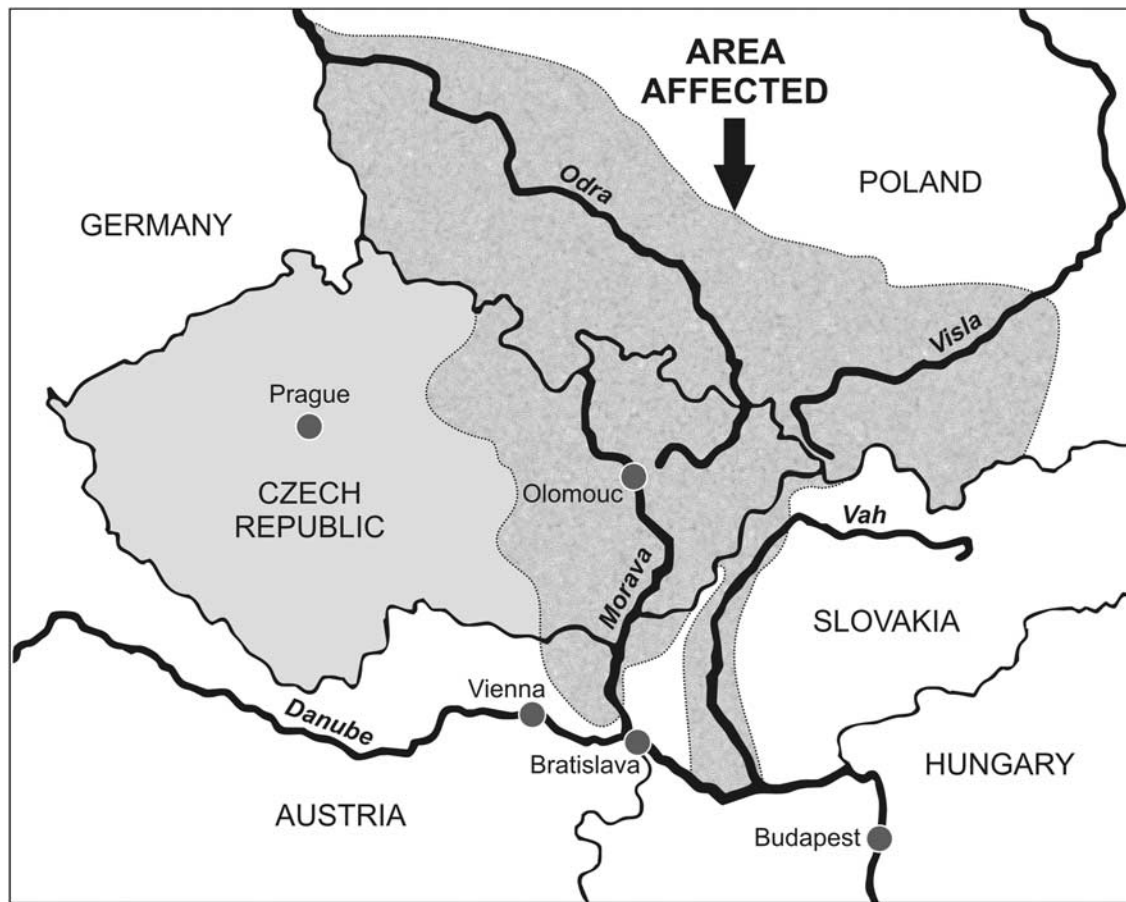 AREA
AFFECTED
POLAND
Odra
GERMANY
Visla
Prague
CZECH
REPUBLIC
Olomouc
Vah
Morava
SLOVAKIA
Vienna
Danube
Bratislava
HUNGARY
AUSTRIA
Budapest